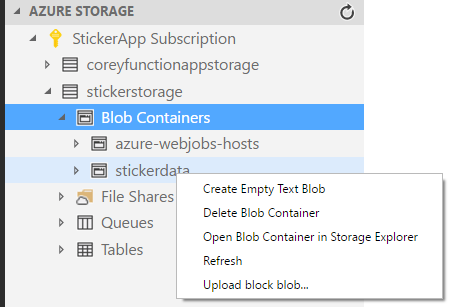 AZURE STORAGE
StickerApp Subscription
coreyfunctionappstorage
stickerstorage
Blob Containers
azure-webjobs-hosts
stickerdata
File Shares
Queues
Tables
Create Empty Text Blob
Delete Blob Container
Open Blob Container in Storage Explorer
Refresh
Upload block blob...